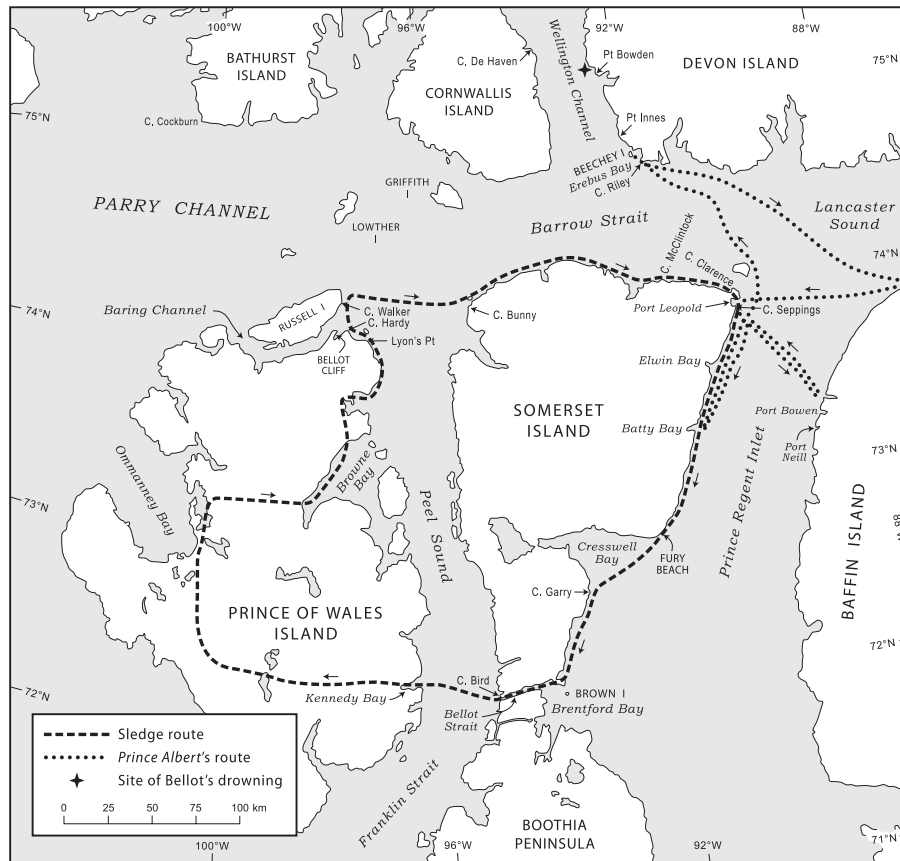 100°W
96°W
92°W
88°W
BATHURST
ISLAND
C. De Haven
Wellington Channel
Pt Bowden
DEVON ISLAND
75°N
CORNWALLIS
ISLAND
75°N
C. Cockburn
Pt Innes
BEECHEY I
Erebus Bay
C. Riley
GRIFFITH
PARRY CHANNEL
LOWTHER
Barrow Strait
Lancaster
Sound
C. McClintock
C. Clarence
74°N
Baring Channel
74°N
RUSSELL I
C. Walker
C. Hardy
Lyon's Pt
BELLOT
CLIFF
C. Bunny
Port Leopold
C. Seppings
Elwin Bay
SOMERSET
ISLAND
Port Bowen
Batty Bay
Port
Neill
73°N
Ommanney Bay
Browne
Bay
Peel Sound
Prince Regent Inlet
73°N
BAFFIN ISLAND
Cresswell
Bay
FURY
BEACH
C. Garry
PRINCE OF WALES
ISLAND
72°N
72°N
C. Bird
Kennedy Bay
BROWN I
Brentford Bay
Bellot
Strait
Sledge route
Prince Albert's route
Site of Bellot's drowning
0 25 50 75 100 km
Franklin Strait
BOOTHIA
PENINSULA
71°N
100°W
96°W
92°W